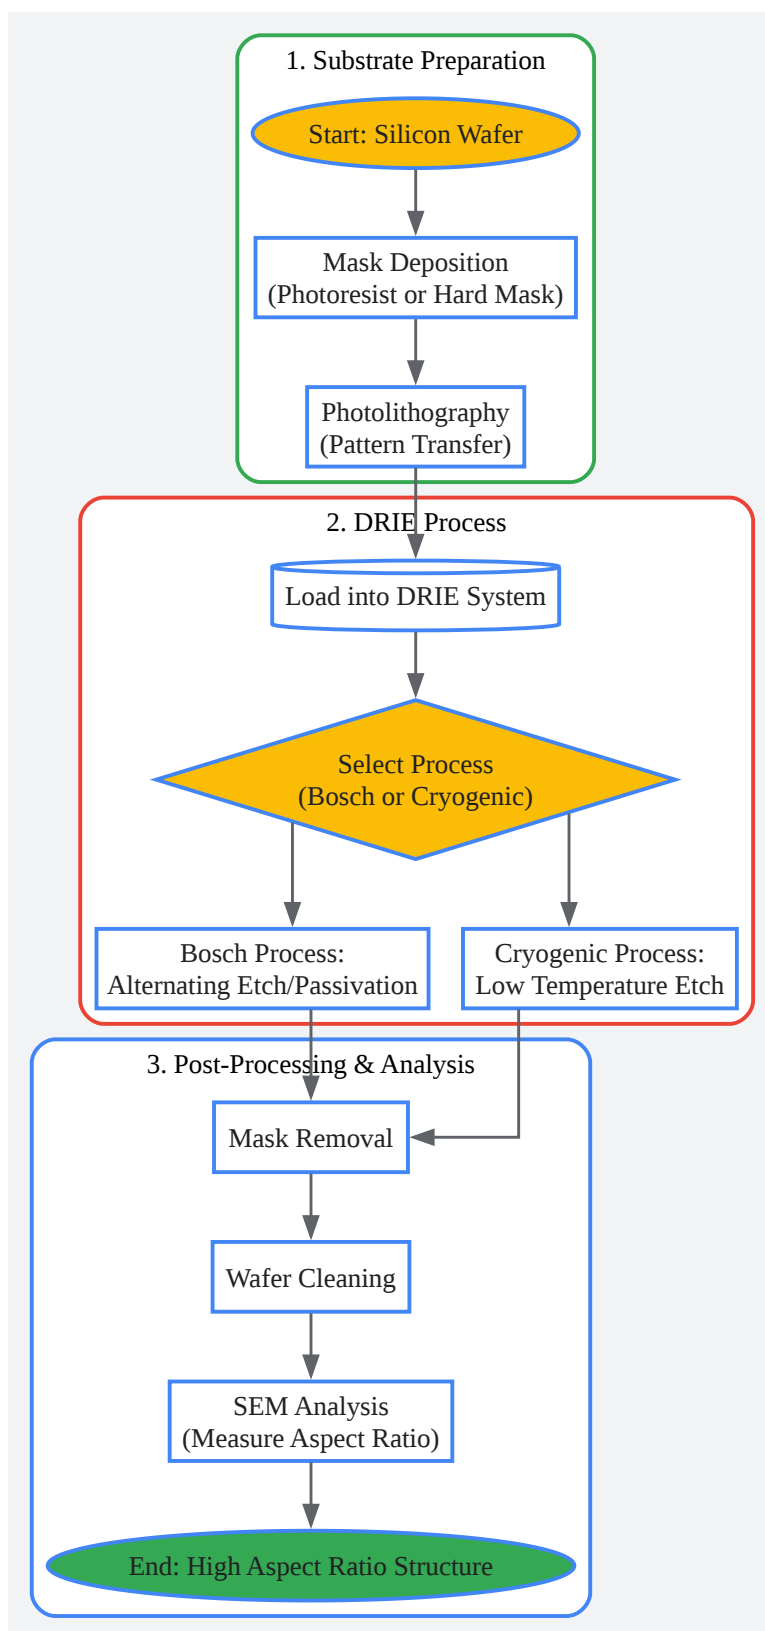 1. Substrate Preparation
Start: Silicon Wafer
Mask Deposition
(Photoresist or Hard Mask)
Photolithography
(Pattern Transfer)
2. DRIE Process
Load into DRIE System
Select Process
(Bosch or Cryogenic)
Bosch Process:
Alternating Etch/Passivation
Cryogenic Process:
Low Temperature Etch
3. Post-Processing & Analysis
Mask Removal
Wafer Cleaning
SEM Analysis
(Measure Aspect Ratio)
End: High Aspect Ratio Structure